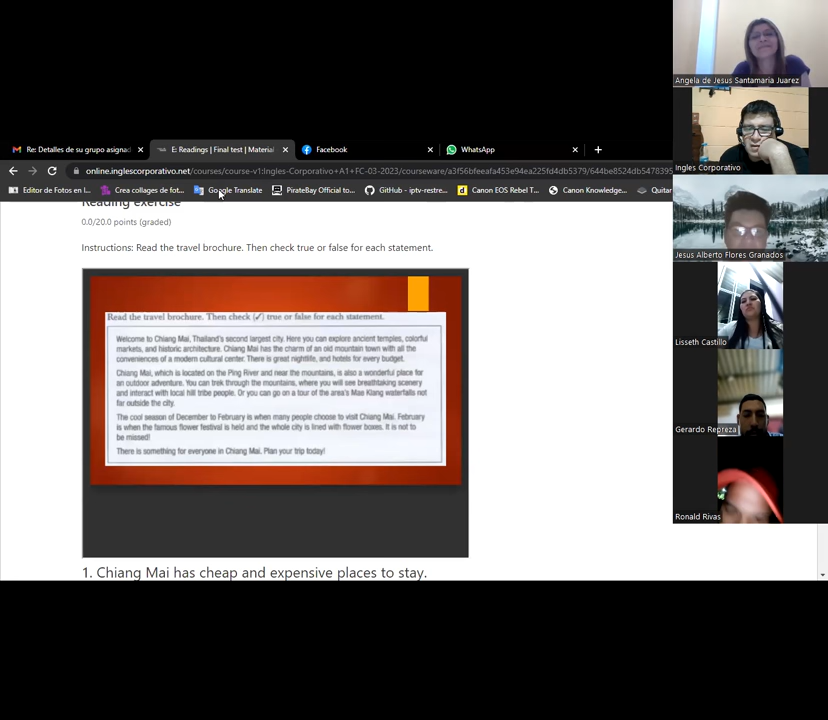 Re: Detalles de su grupo asignad
E: Readings | Final test | Material
Facebook
WhatsApp
online.inglescorporativo.net/courses/course-v1:Ingles-Corporativo+A1+FC-03-2023/courseware/a3f56bfeeafa453e94ea225fd4db5379/644be8524db5478399
Editor de Fotos en l...
Crea collages de fot...
Google Translate
PirateBay Official to...
GitHub - iptv-restre...
Canon EOS Rebel T...
Canon Knowledge...
Quitar
Reading exercise
0.0/20.0 points (graded)
Instructions: Read the travel brochure. Then check true or false for each statement.
Read the travel brochure. Then check (✓) true or false for each statement.
Welcome to Chiang Mai, Thailand's second largest city. Here you can explore ancient temples, colorful
markets, and historic architecture. Chiang Mai has the charm of an old mountain town with all the
conveniences of a modern cultural center. There is great nightlife, and hotels for every budget.
Chiang Mai, which is located on the Ping River and near the mountains, is also a wonderful place for
an outdoor adventure. You can trek through the mountains, where you will see breathtaking scenery
and interact with local hill tribe people. Or you can go on a tour of the area's Mae Klang waterfalls not
far outside the city.
The cool season of December to February is when many people choose to visit Chiang Mai. February
is when the famous flower festival is held and the whole city is lined with flower boxes. It is not to
be missed!
There is something for everyone in Chiang Mai. Plan your trip today!
1. Chiang Mai has cheap and expensive places to stay.
Angela de Jesus Santamaria Juarez
Ingles Corporativo
Jesus Alberto Flores Granados
Lisseth Castillo
Gerardo Repreza
Ronald Rivas